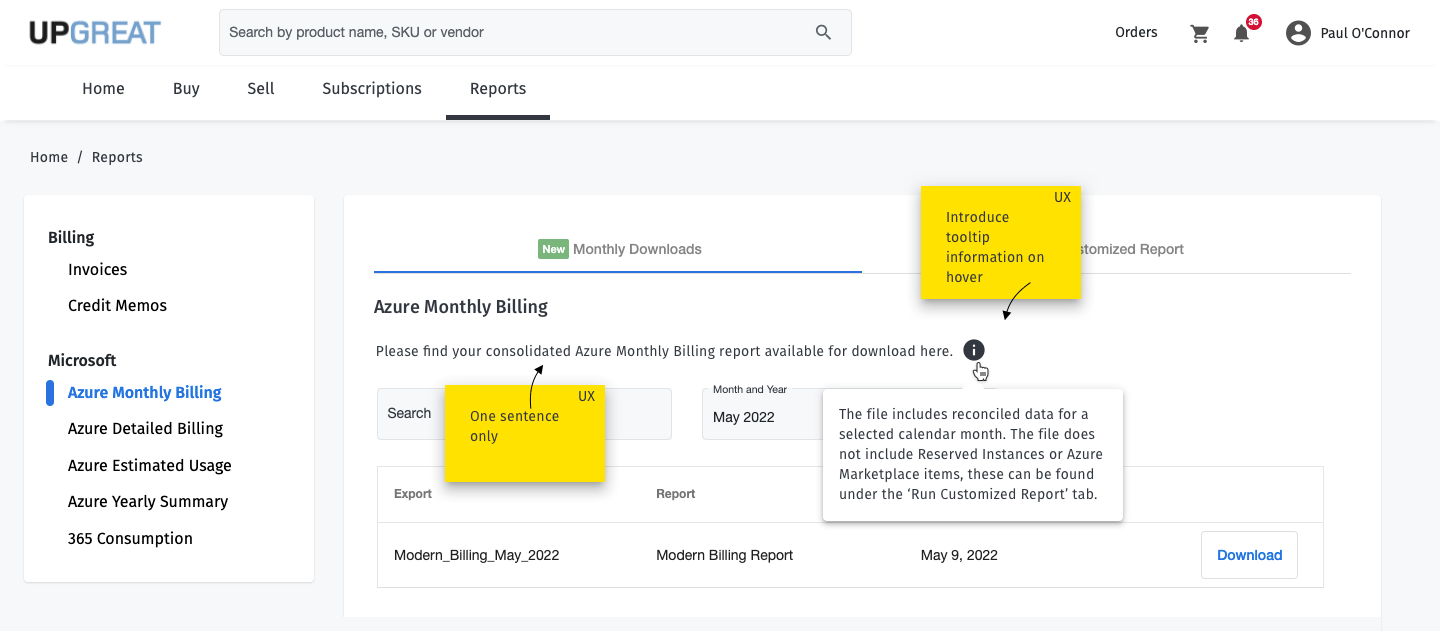 UPGREAT
Search by product name, SKU or vendor
Orders
36
Paul O'Connor
Home
Buy
Sell
Subscriptions
Reports
Home / Reports
Billing
Invoices
Credit Memos
Microsoft
Azure Monthly Billing
Azure Detailed Billing
Azure Estimated Usage
Azure Yearly Summary
365 Consumption
New Monthly Downloads
stomized Report
UX
Introduce
tooltip
information on
hover
Azure Monthly Billing
Please find your consolidated Azure Monthly Billing report available for download here.
Search
UX
One sentence
only
Month and Year
May 2022
The file includes reconciled data for a
selected calendar month. The file does
not include Reserved Instances or Azure
Marketplace items, these can be found
under the ‘Run Customized Report’ tab.
Export
Report
Modern_Billing_May_2022
Modern Billing Report
May 9, 2022
Download